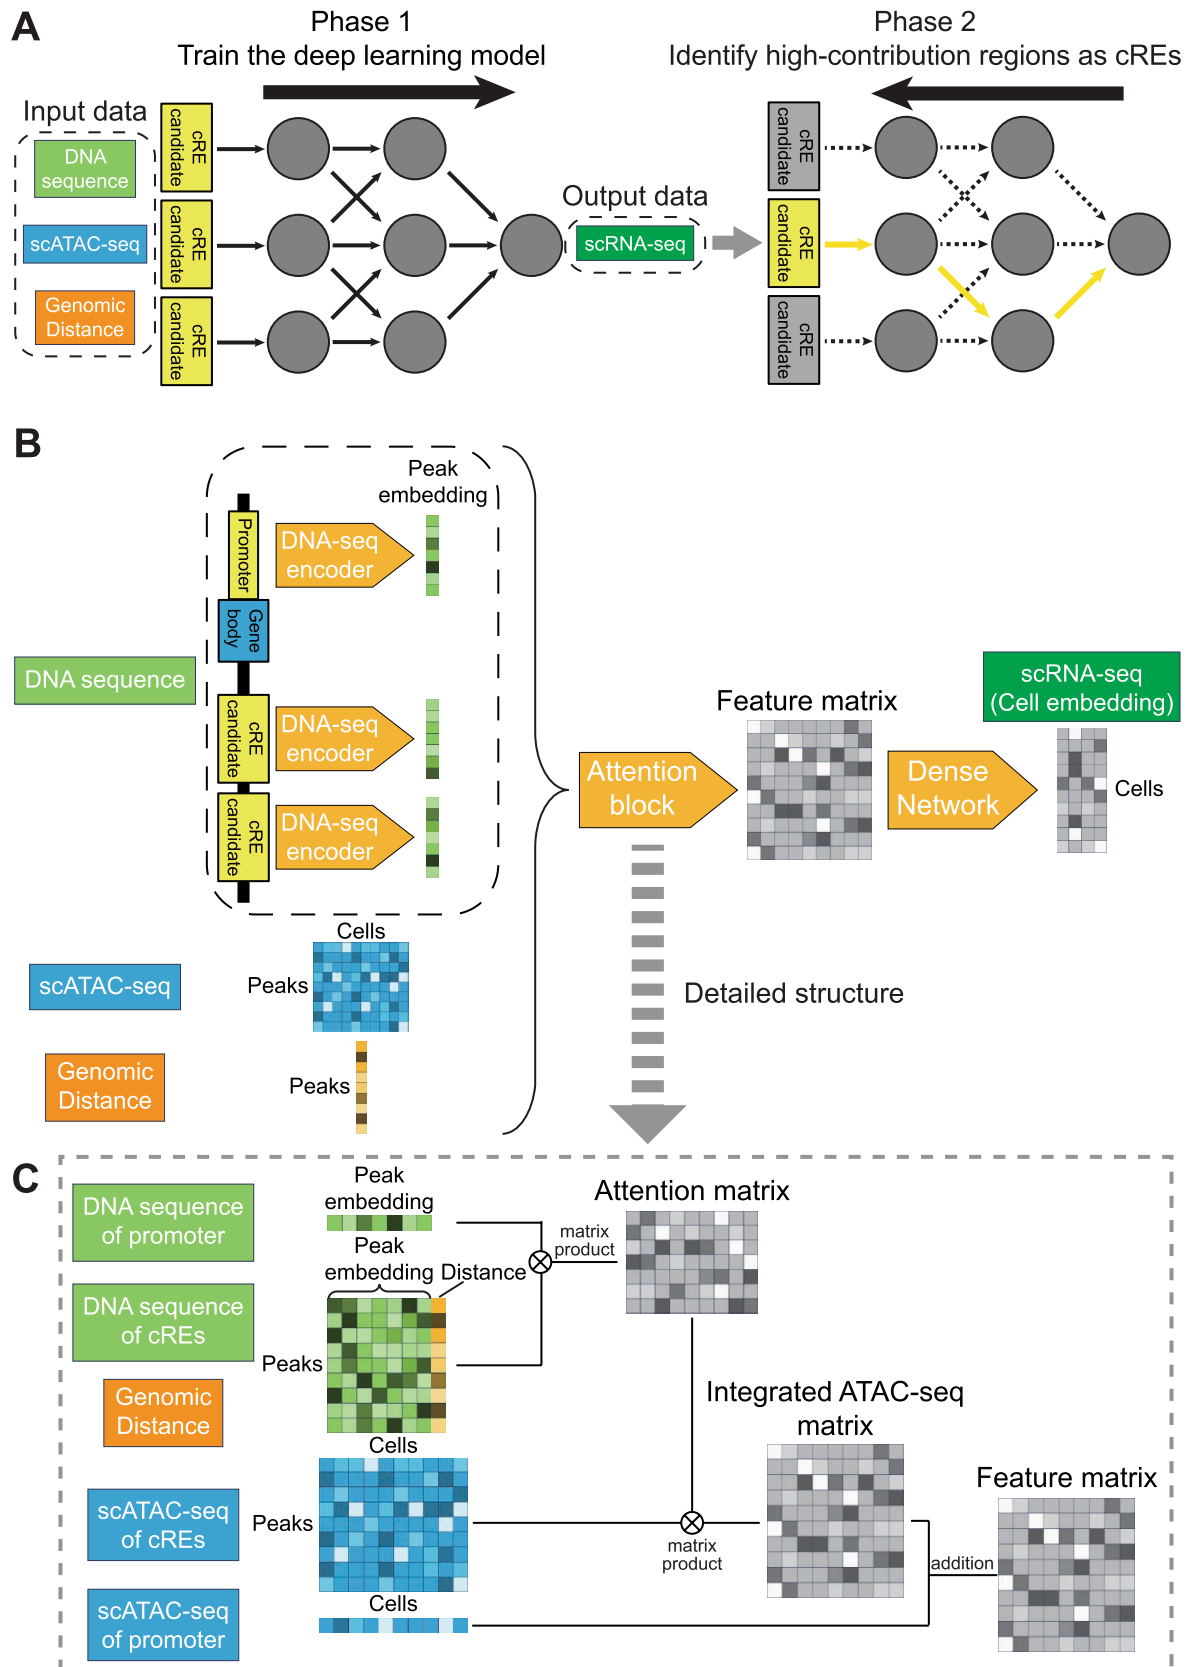 A
Phase 1
Train the deep learning model
Phase 2
Identify high-contribution regions as cREs
Input data
DNA
sequence
scATAC-seq
Genomic
Distance
cRE
candidate
cRE
candidate
cRE
candidate
Output data
scRNA-seq
cRE
candidate
cRE
candidate
cRE
candidate
B
DNA sequence
Promoter
Gene
body
cRE
candidate
cRE
candidate
Peak
embedding
DNA-seq
encoder
DNA-seq
encoder
DNA-seq
encoder
scATAC-seq
Cells
Peaks
Genomic
Distance
Peaks
Attention
block
Feature matrix
Dense
Network
scRNA-seq
(Cell embedding)
Cells
Detailed structure
C
DNA sequence
of promoter
Peak
embedding
DNA sequence
of cREs
Peak
embedding
Distance
Peaks
Genomic
Distance
matrix
product
Attention matrix
scATAC-seq
of cREs
Cells
Peaks
matrix
product
Integrated ATAC-seq
matrix
scATAC-seq
of promoter
Cells
addition
Feature matrix